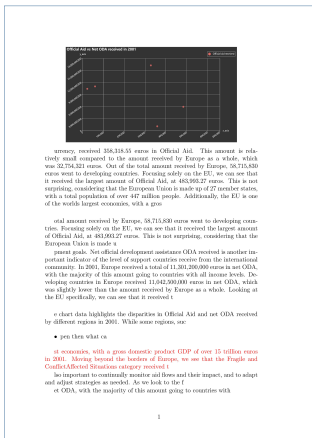 Official Aid vs Net ODA received in 2001
urrency, received 358,318.55 euros in Official Aid. This amount is rela-
tively small compared to the amount received by Europe as a whole, which
was 32,754,321 euros. Out of the total amount received by Europe, 58,715,830
euros went to developing countries. Focusing solely on the EU, we can see that
it received the largest amount of Official Aid, at 483,993.27 euros. This is not
surprising, considering that the European Union is made up of 27 member states,
with a total population of over 447 million people. Additionally, the EU is one
of the worlds largest economies, with a gros
otal amount received by Europe, 58,715,830 euros went to developing coun-
tries. Focusing solely on the EU, we can see that it received the largest amount
of Official Aid, at 483,993.27 euros. This is not surprising, considering that the
European Union is made u
pment goals. Net official development assistance ODA received is another im-
portant indicator of the level of support countries receive from the international
community. In 2001, Europe received a total of 11,301,200,000 euros in net ODA,
with the majority of this amount going to countries with all income levels. De-
veloping countries in Europe received 11,042,500,000 euros in net ODA, which
was slightly lower than the amount received by Europe as a whole. Looking at
the EU specifically, we can see that it received t
e chart data highlights the disparities in Official Aid and net ODA received
by different regions in 2001. While some regions, suc
• pen then what ca
st economies, with a gross domestic product GDP of over 15 trillion euros
in 2001. Moving beyond the borders of Europe, we see that the Fragile and
ConflictAffected Situations category received t
lso important to continually monitor aid flows and their impact, and to adapt
and adjust strategies as needed. As we look to the f
et ODA, with the majority of this amount going to countries with
1